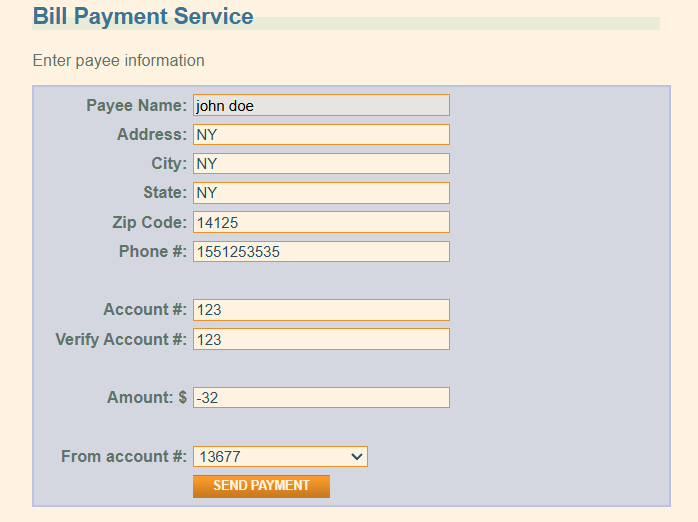 Bill Payment Service
Enter payee information
Payee Name: john doe
Address: NY
City: NY
State: NY
Zip Code: 14125
Phone #: 1551253535
Account #: 123
Verify Account #: 123
Amount: $ -32
From account #: 13677
SEND PAYMENT